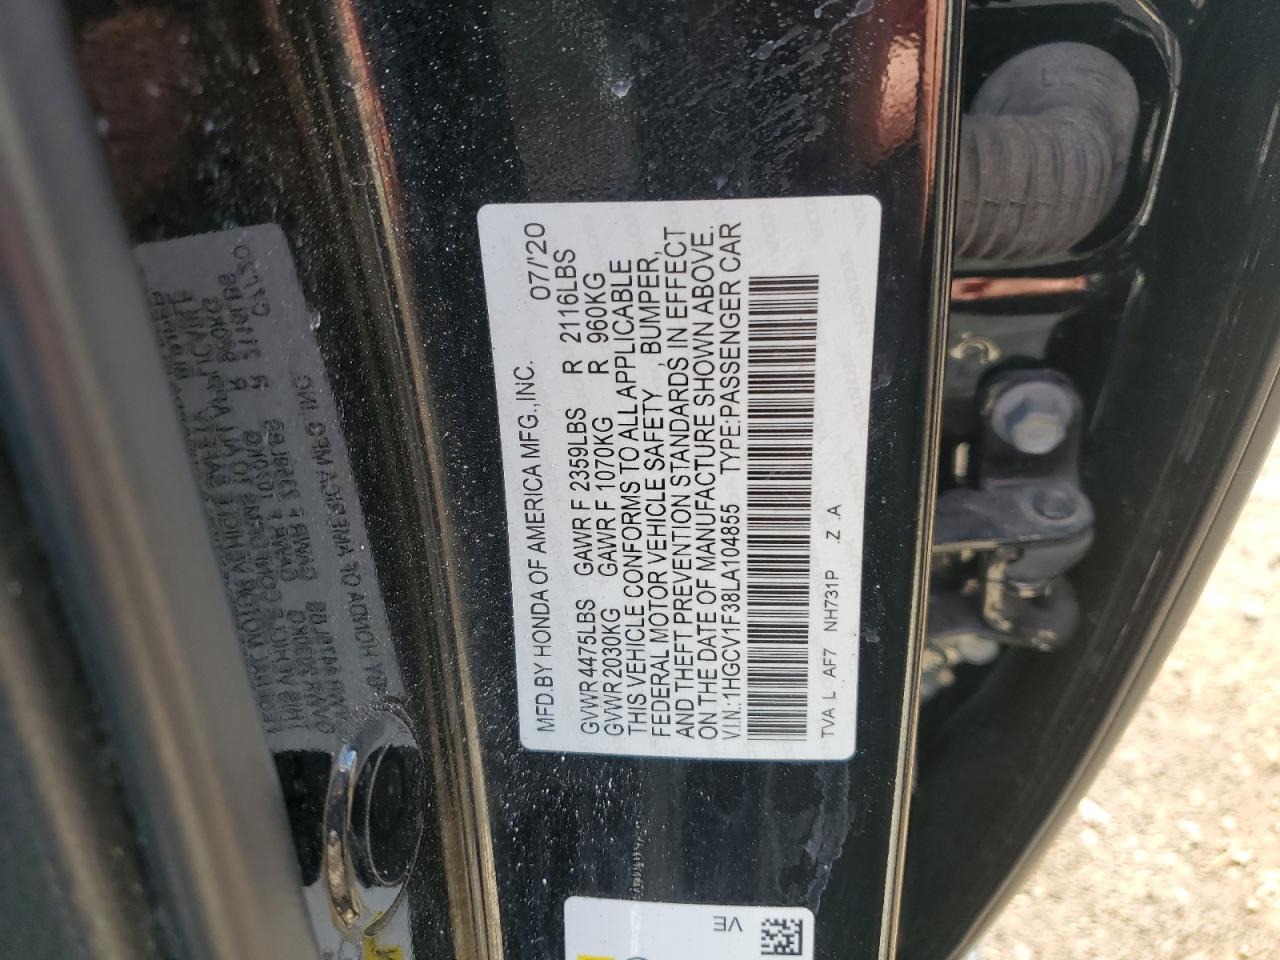 MFD.BY HONDA OF AMERICA MFG.,INC. 07/'20
GVWR4475LBS GAWR F 2359LBS R 2116LBS
GVWR2030KG GAWR F 1070KG R 960KG
THIS VEHICLE CONFORMS TO ALL APPLICABLE
FEDERAL MOTOR VEHICLE SAFETY , BUMPER,
AND THEFT PREVENTION STANDARDS IN EFFECT
ON THE DATE OF MANUFACTURE SHOWN ABOVE.
V.I.N.:1HGCV1F38LA104855 TYPE:PASSENGER CAR
TVA L AF7 NH731P .Z .A
VE